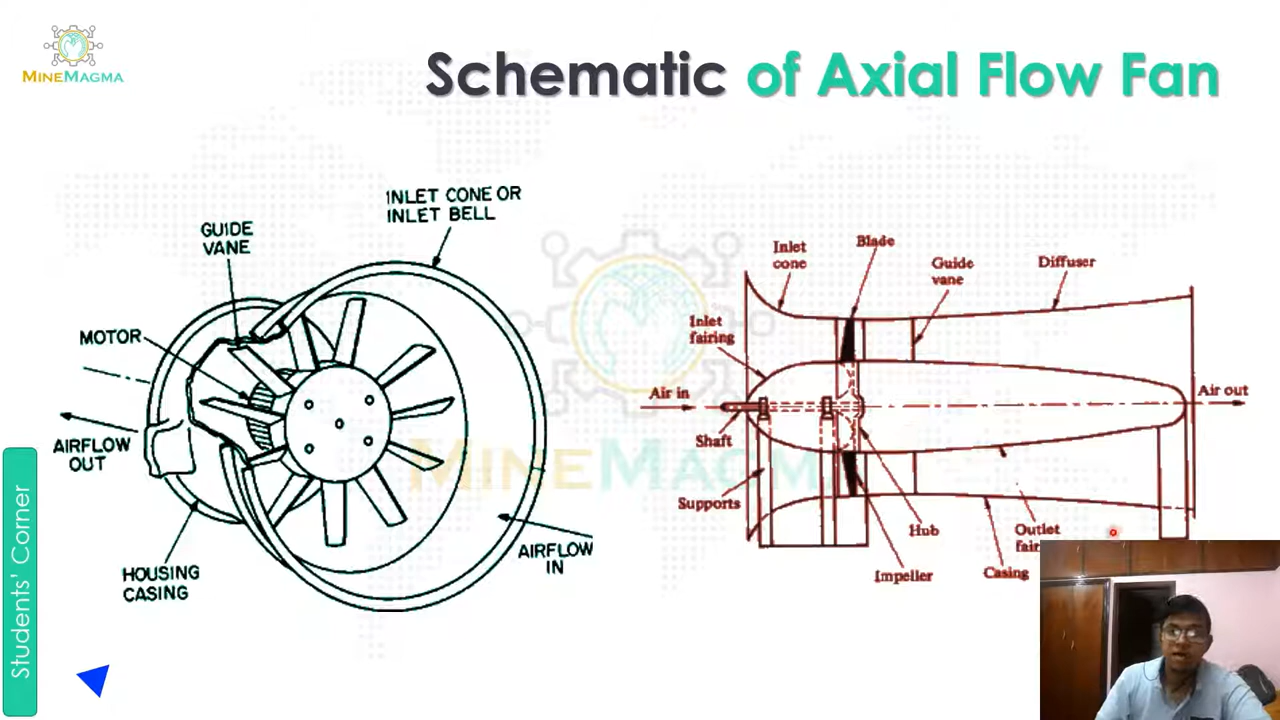 MINEMAGMA
Schematic of Axial Flow Fan
INLET CONE OR
INLET BELL
GUIDE
VANE
MOTOR
AIRFLOW
OUT
HOUSING
CASING
AIRFLOW
IN
Inlet
cone
Blade
Guide
vane
Diffuser
Inlet
fairing
Air in
Air out
Shaft
Supports
Hub
Outlet
Impeller
Casing
MINEMAGMA
Students' Corner